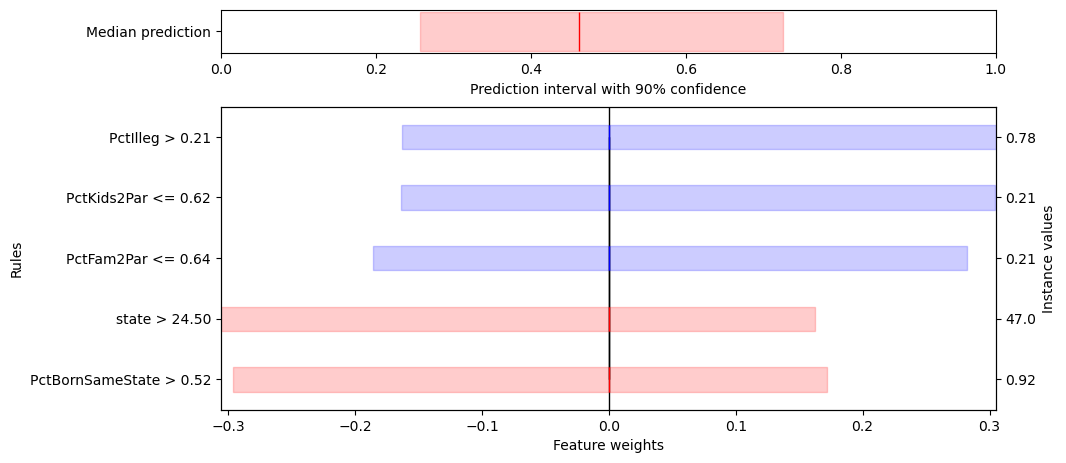 Median prediction
0.0 0.2 0.4 0.6 0.8 1.0
Prediction interval with 90% confidence
Rules
PctIlleg > 0.21 0.78
PctKids2Par <= 0.62 0.21
PctFam2Par <= 0.64 0.21
state > 24.50 47.0
PctBornSameState > 0.52 0.92
Instance values
−0.3 −0.2 −0.1 0.0 0.1 0.2 0.3
Feature weights